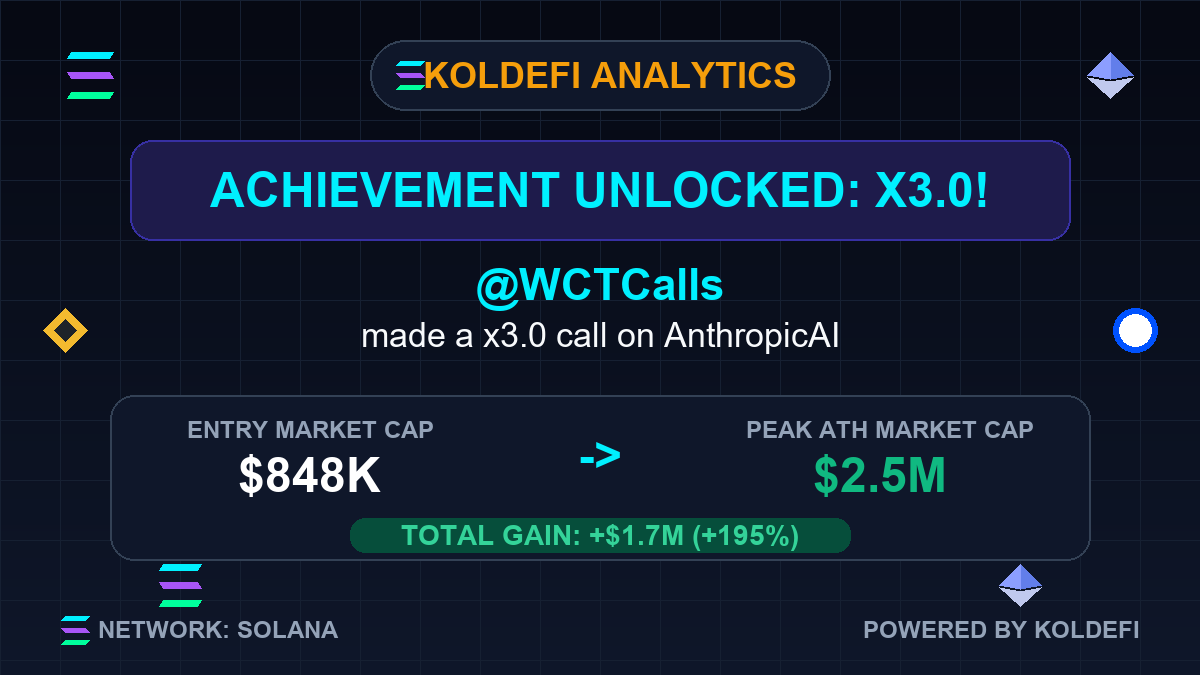 KOLDEFI ANALYTICS
ACHIEVEMENT UNLOCKED: X3.0!
@WCTCalls
made a x3.0 call on AnthropicAI
ENTRY MARKET CAP
$848K
->
PEAK ATH MARKET CAP
$2.5M
TOTAL GAIN: +$1.7M (+195%)
NETWORK: SOLANA
POWERED BY KOLDEFI